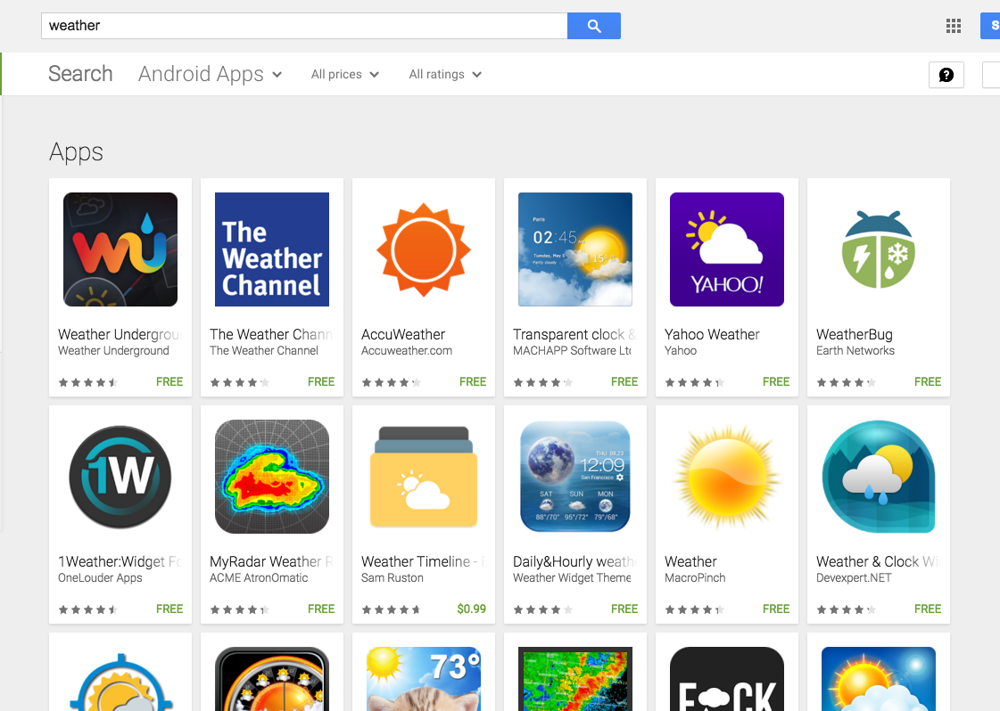 weather
S
Search Android Apps All prices All ratings
Apps
WU
The
Weather
Channel
Paris
02:45
Tuesday, May
Partly cloudy
15°
YAHOO!
Weather Undergrou
Weather Underground
FREE
The Weather Chann
The Weather Channel
FREE
AccuWeather
Accuweather.com
FREE
Transparent clock &
MACHAPP Software Ltd
FREE
Yahoo Weather
Yahoo
FREE
WeatherBug
Earth Networks
FREE
1W
THU 08,23
12:09
San Francisco
SAT SUN MON
88°/70° 95°/72° 79°/68°
1Weather:Widget Fo
OneLouder Apps
FREE
MyRadar Weather R
ACME AtronOmatic
FREE
Weather Timeline -
Sam Ruston
$0.99
Daily&Hourly weath
Weather Widget Theme
FREE
Weather
MacroPinch
FREE
Weather & Clock Wi
Devexpert.NET
FREE
73°
F CK